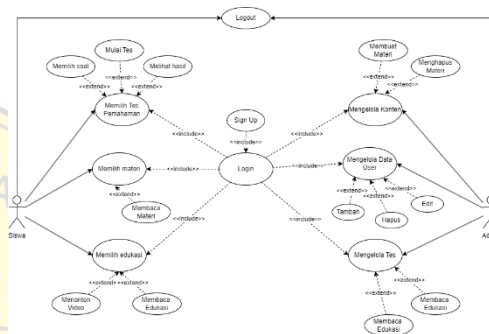 Logout
Mulai Tes
Memilih soal
Melihat hasil
<<extend>>
<<extend>>
<<extend>>
Memilih Tes
Pemahaman
Membuat
Materi
Menghapus
Materi
<<extend>>
<<extend>>
Mengelola Konten
Sign Up
<<include>>
Login
<<include>>
<<include>>
<<include>>
<<include>>
<<include>>
<<include>>
Memilih materi
<<extend>>
Membaca
Materi
Mengelola Data
User
<<extend>>
<<extend>>
<<extend>>
Tambah
Hapus
Edit
Siswa
Memilih edukasi
<<extend>>
<<extend>>
Menonton
Video
Membaca
Edukasi
Mengelola Tes
<<extend>>
<<extend>>
Membaca
Edukasi
Membaca
Edukasi